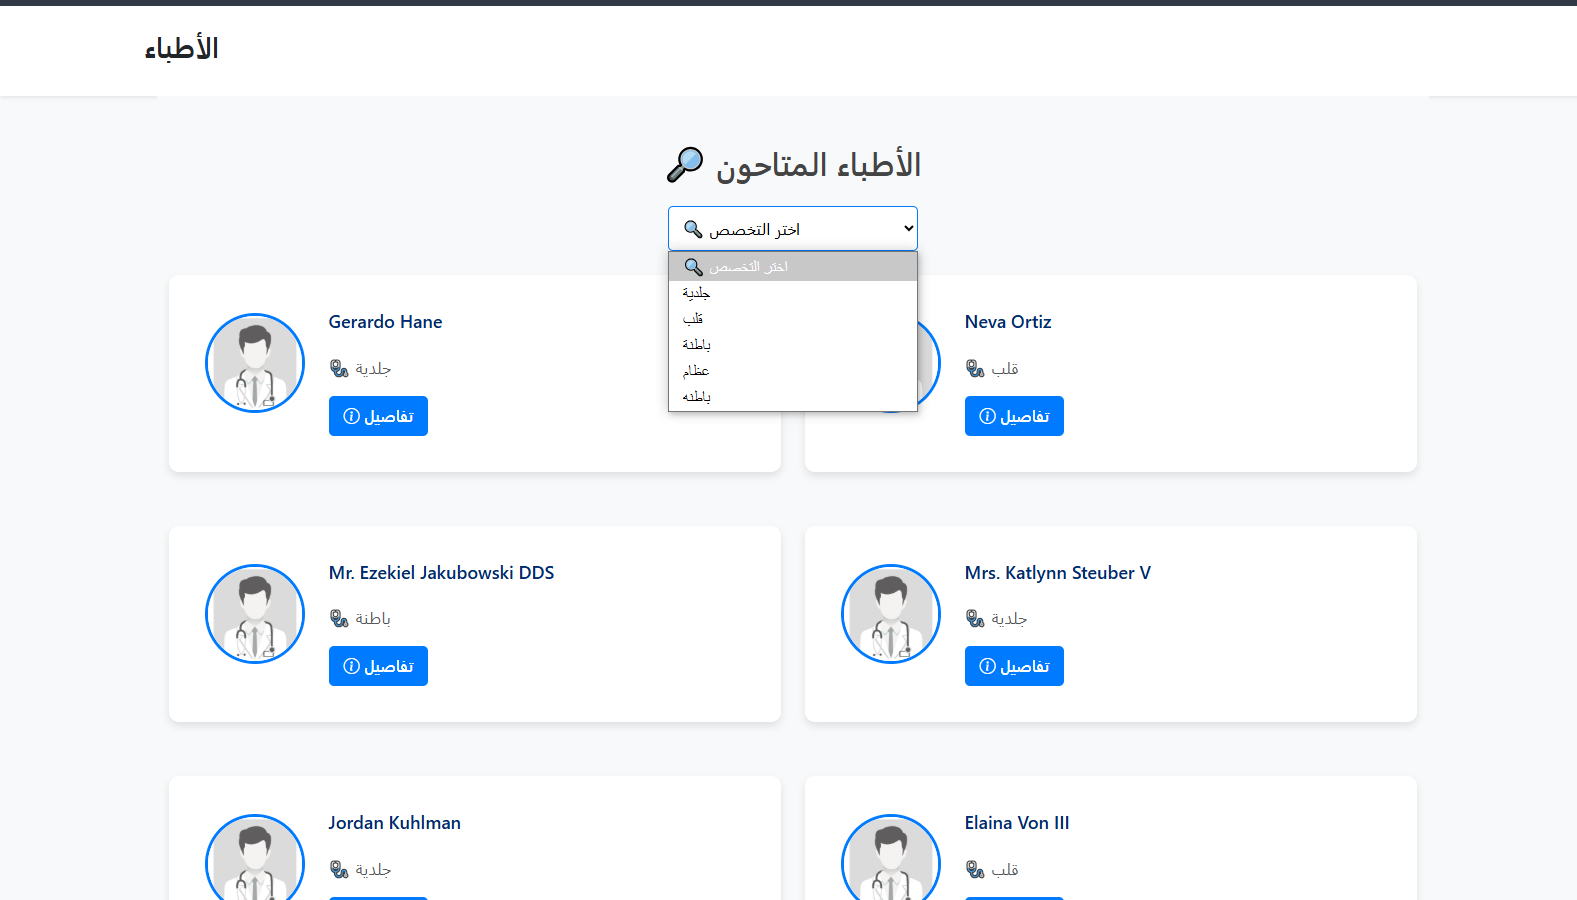 الأطباء
الأطباء المتاحون
اختر التخصص
اختر التخصص
جلدية
قلب
باطنة
عظام
باطنه
Gerardo Hane
جلدية
تفاصيل
Neva Ortiz
قلب
تفاصيل
Mr. Ezekiel Jakubowski DDS
باطنة
تفاصيل
Mrs. Katlynn Steuber V
جلدية
تفاصيل
Jordan Kuhlman
جلدية
Elaina Von III
قلب